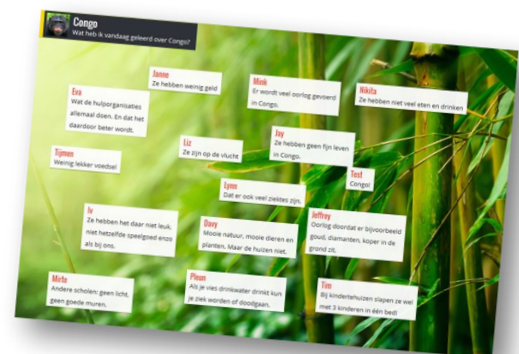 Congo
Wat heb ik vandaag geleerd over Congo?
Janne
Ze hebben weinig geld
Mink
Er wordt veel oorlog gevoerd
in Congo.
Nikita
Ze hebben niet veel eten en drinken
Eva
Wat de hulporganisaties
allemaal doen. En dat het
daardoor beter wordt.
Liz
Ze zijn op de vlucht
Jay
Ze hebben geen fijn leven
in Congo.
Tijmen
Weinig lekker voedsel
Test
Congo!
Lynn
Dat er ook veel ziektes zijn.
Iv
Ze hebben het daar niet leuk,
niet hetzelfde speelgoed enzo
als bij ons.
Davy
Mooie natuur, mooie dieren en
planten. Maar de huizen niet.
Jeffrey
Oorlog doordat er bijvoorbeeld
goud, diamanten, koper in de
grond zit.
Mirte
Andere scholen: geen licht,
geen goede muren.
Pleun
Als je vies drinkwater drinkt kun
je ziek worden of doodgaan.
Tim
Bij kindertehuizen slapen ze wel
met 3 kinderen in één bed!